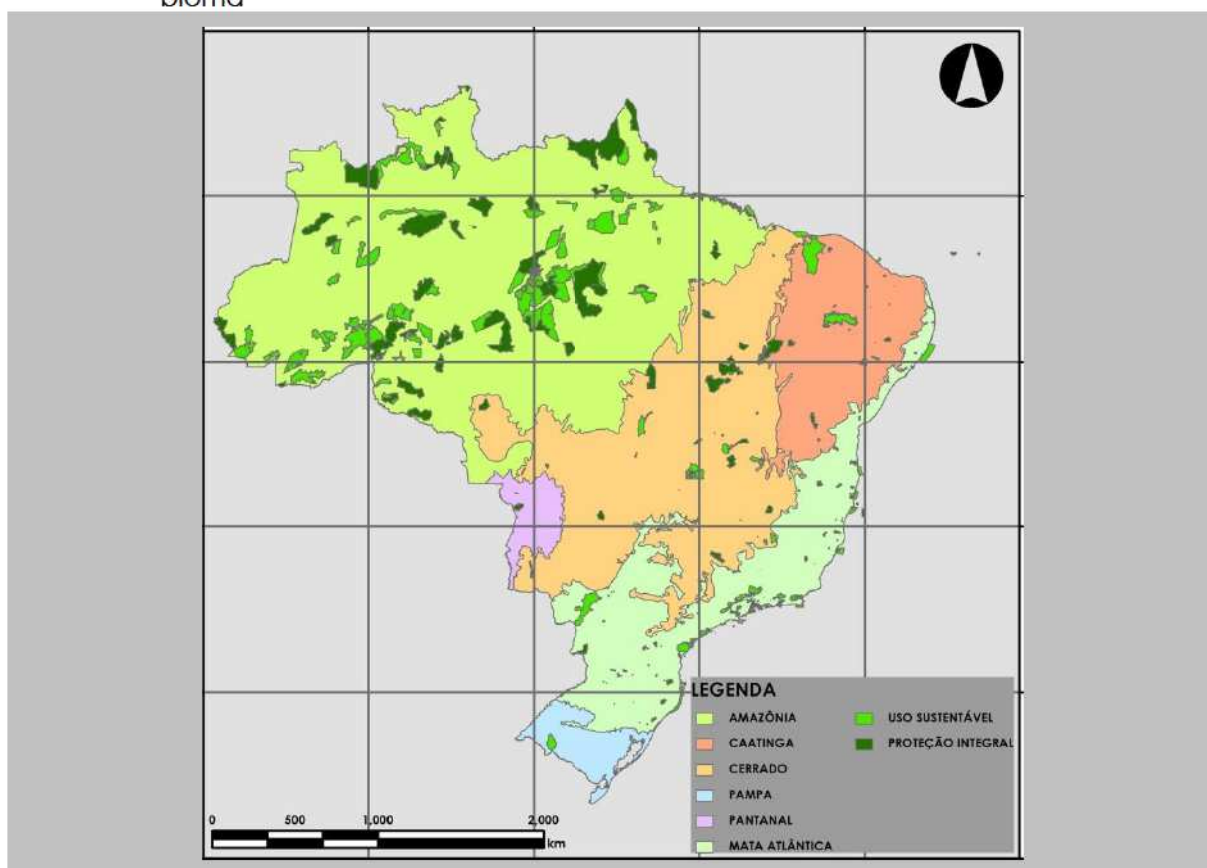 bioma
LEGENDA
AMAZÔNIA
CAATINGA
CERRADO
PAMPA
PANTANAL
MATA ATLÂNTICA
USO SUSTENTÁVEL
PROTEÇÃO INTEGRAL
0 500 1,000 2,000
km